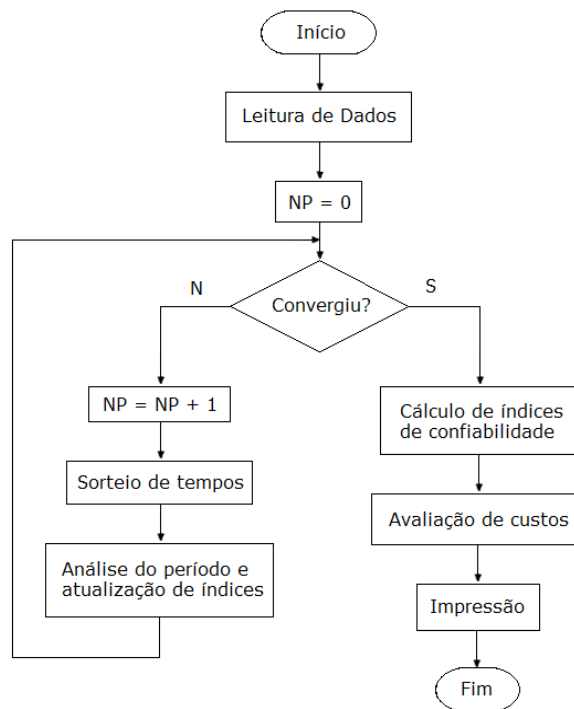 Início
Leitura de Dados
NP = 0
Convergiu?
N
S
NP = NP + 1
Sorteio de tempos
Análise do período e
atualização de índices
Cálculo de índices
de confiabilidade
Avaliação de custos
Impressão
Fim